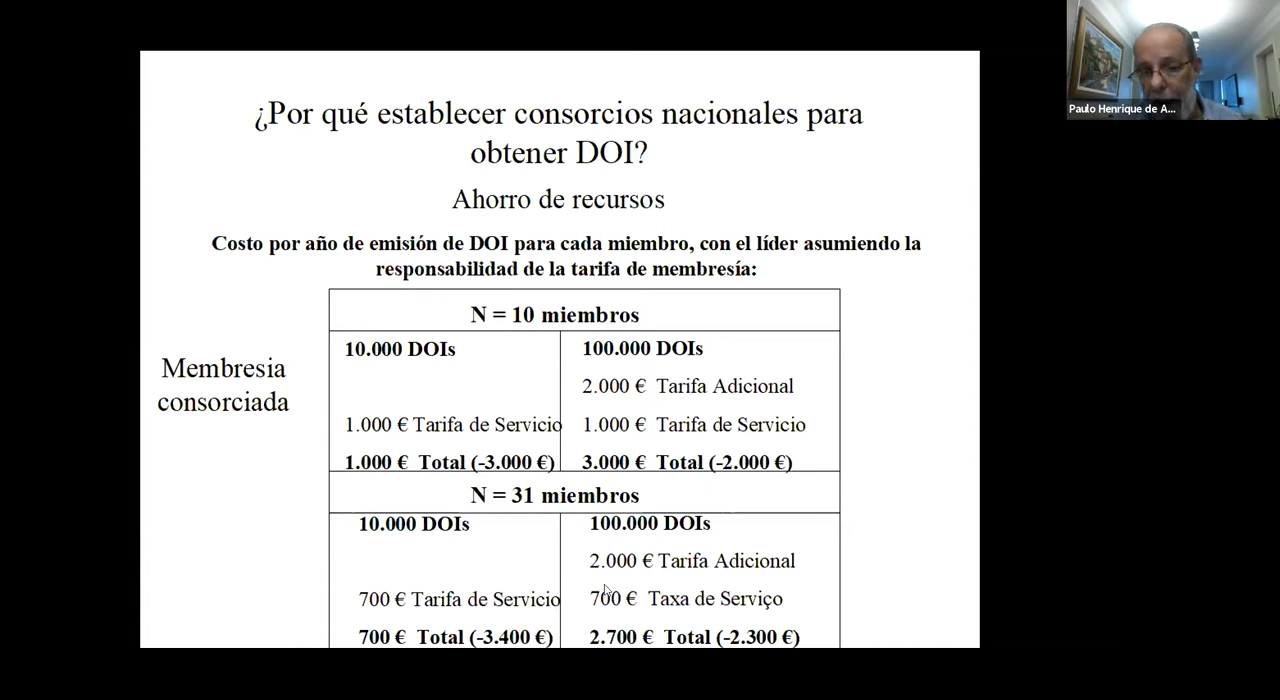 ¿Por qué establecer consorcios nacionales para
obtener DOI?
Ahorro de recursos
Costo por año de emisión de DOI para cada miembro, con el líder asumiendo la
responsabilidad de la tarifa de membresía:
Membresia
consorciada
N = 10 miembros
10.000 DOIs
1.000 € Tarifa de Servicio
1.000 € Total (-3.000 €)
100.000 DOIs
2.000 € Tarifa Adicional
1.000 € Tarifa de Servicio
3.000 € Total (-2.000 €)
N = 31 miembros
10.000 DOIs
700 € Tarifa de Servicio
700 € Total (-3.400 €)
100.000 DOIs
2.000 € Tarifa Adicional
700 € Taxa de Serviço
2.700 € Total (-2.300 €)
Paulo Henrique de A...